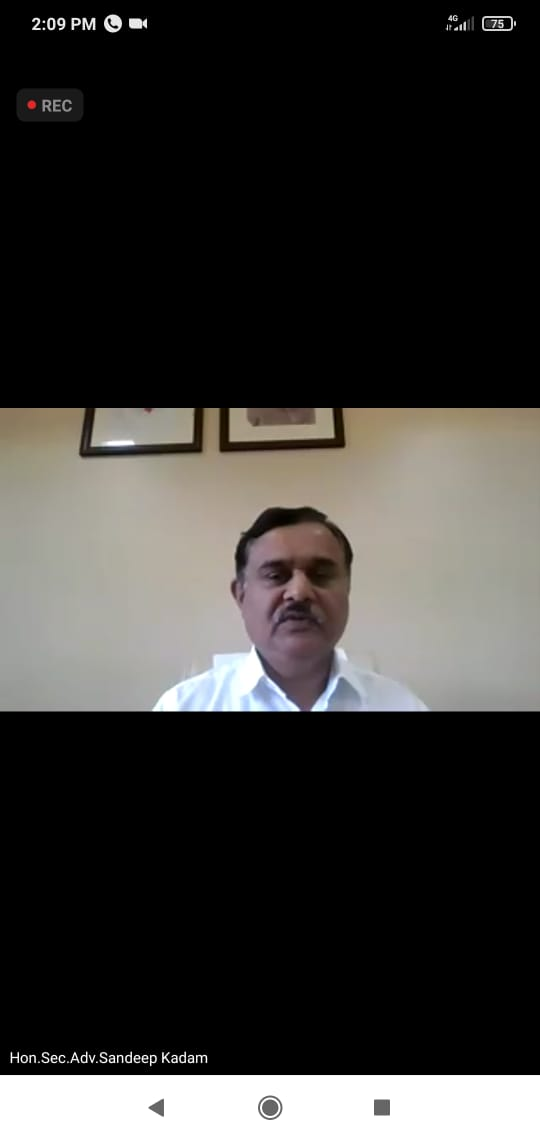 2:09 PM
4G
75
REC
Hon.Sec.Adv.Sandeep Kadam